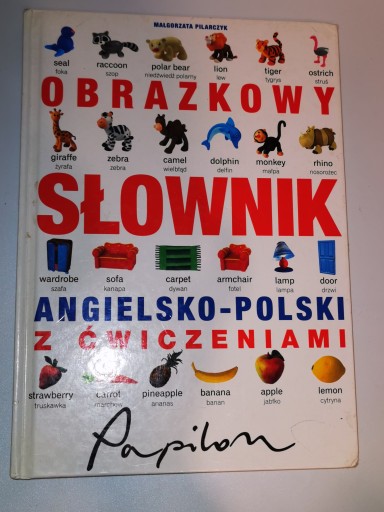 MAŁGORZATA PILARCZYK
seal raccoon polar bear lion tiger ostrich
foka szop niedźwiedź polarny lew tygrys struś
OBRAZKOWY
giraffe zebra camel dolphin monkey rhino
żyrafa zebra wielbłąd delfin małpa nosorożec
SŁOWNIK
wardrobe sofa carpet armchair lamp door
szafa kanapa dywan fotel lampa drzwi
ANGIELSKO-POLSKI
Z ĆWICZENIAMI
strawberry carrot pineapple banana apple lemon
truskawka marchew ananas banan jabłko cytryna
Papilon